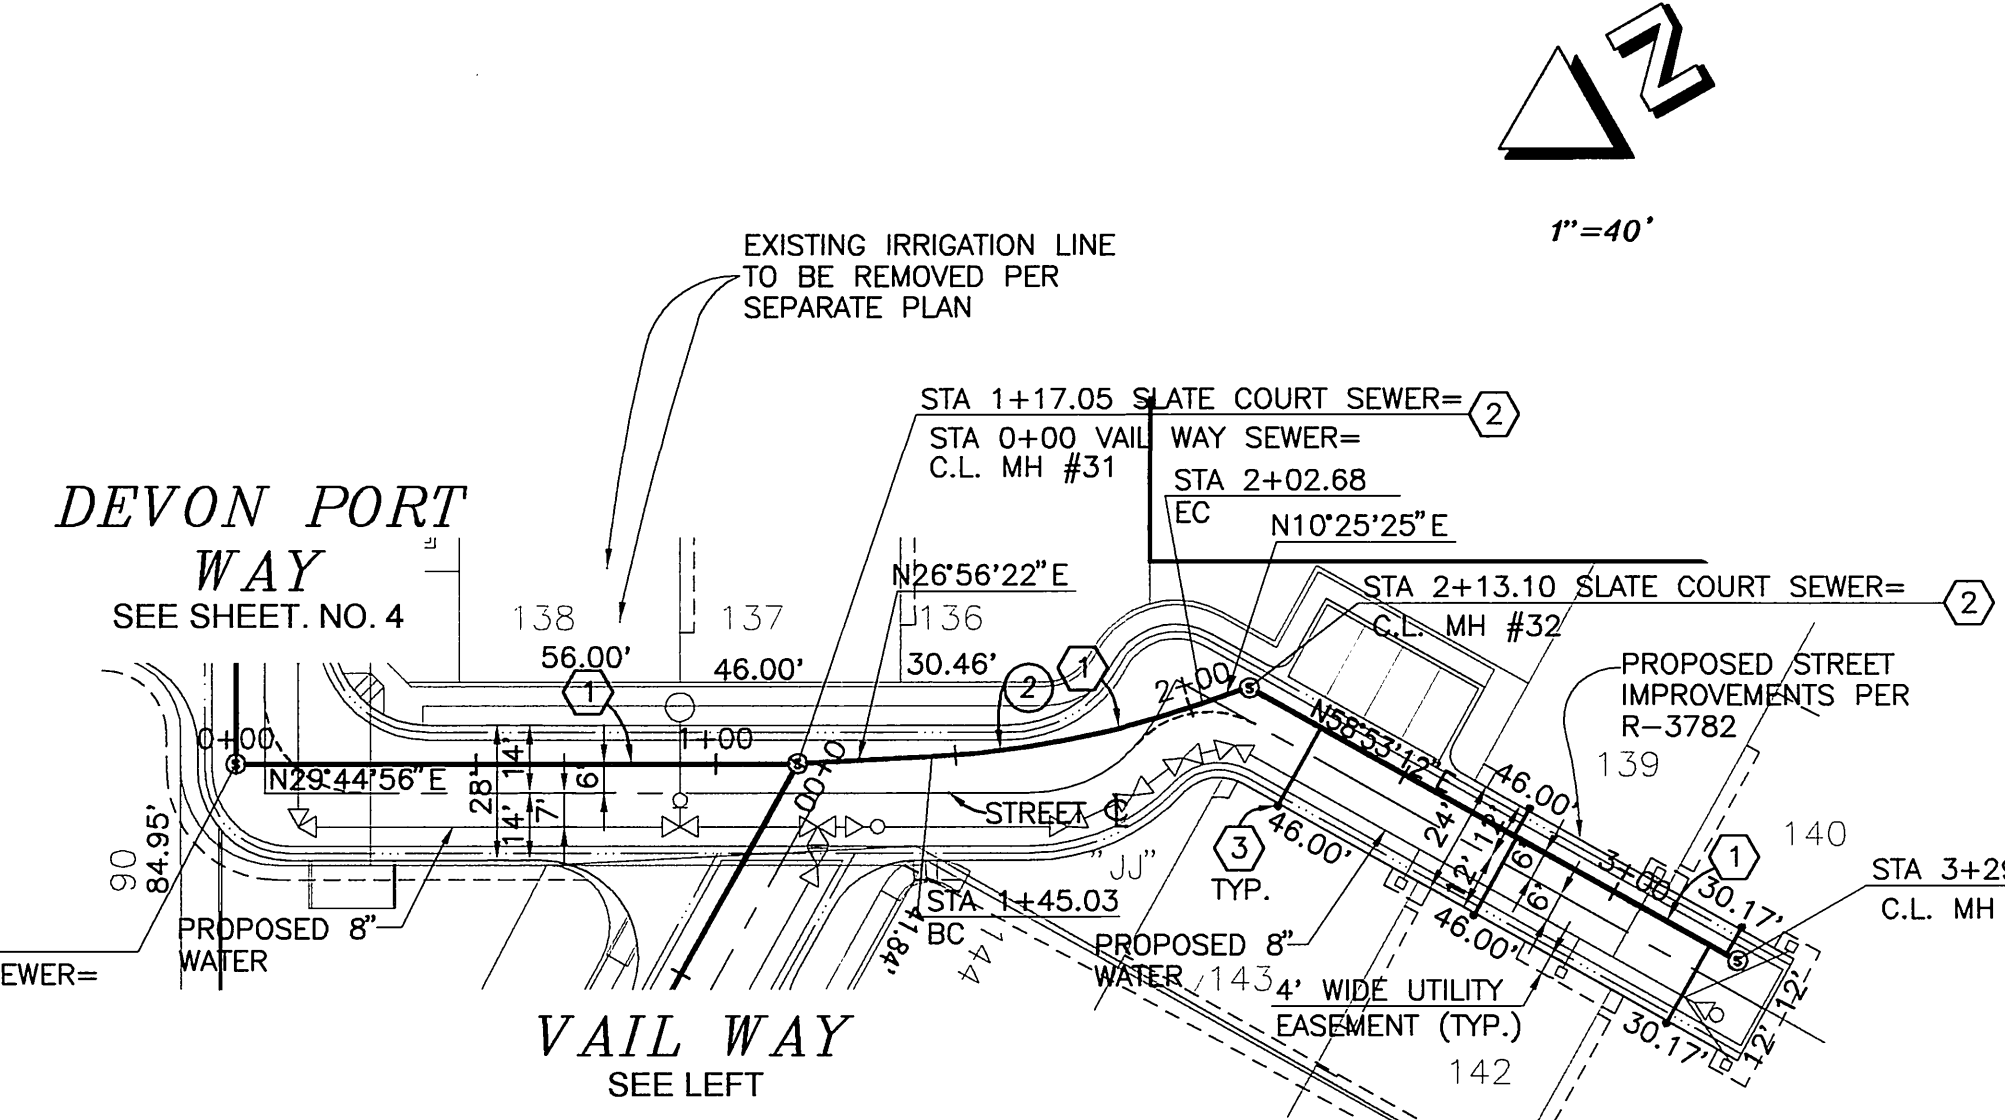 N
1"=40'
EXISTING IRRIGATION LINE
TO BE REMOVED PER
SEPARATE PLAN
STA 1+17.05 SLATE COURT SEWER=
2
STA 0+00 VAIL WAY SEWER=
C.L. MH #31
STA 2+02.68
EC
N10°25'25"E
DEVON PORT
WAY
SEE SHEET. NO. 4
N26°56'22"E
STA 2+13.10 SLATE COURT SEWER=
2
C.L. MH #32
138
137
136
56.00'
46.00'
30.46'
1
2
1
2+00
PROPOSED STREET
IMPROVEMENTS PER
R-3782
0+00
1+00
N58°53'12"E
139
N29°44'56"E
28'
14'
14'
6'
7'
0+00
STREET ℄
46.00'
24'
12'
12'
6'
6'
140
90
84.95'
3
TYP.
46.00'
"JJ"
3+00
1
30.17'
STA 3+29
C.L. MH
STA 1+45.03
BC
41.84'
144
46.00'
PROPOSED 8"
WATER
PROPOSED 8"
WATER
143
4' WIDE UTILITY
EASEMENT (TYP.)
EWER=
12'
12'
30.17'
142
VAIL WAY
SEE LEFT